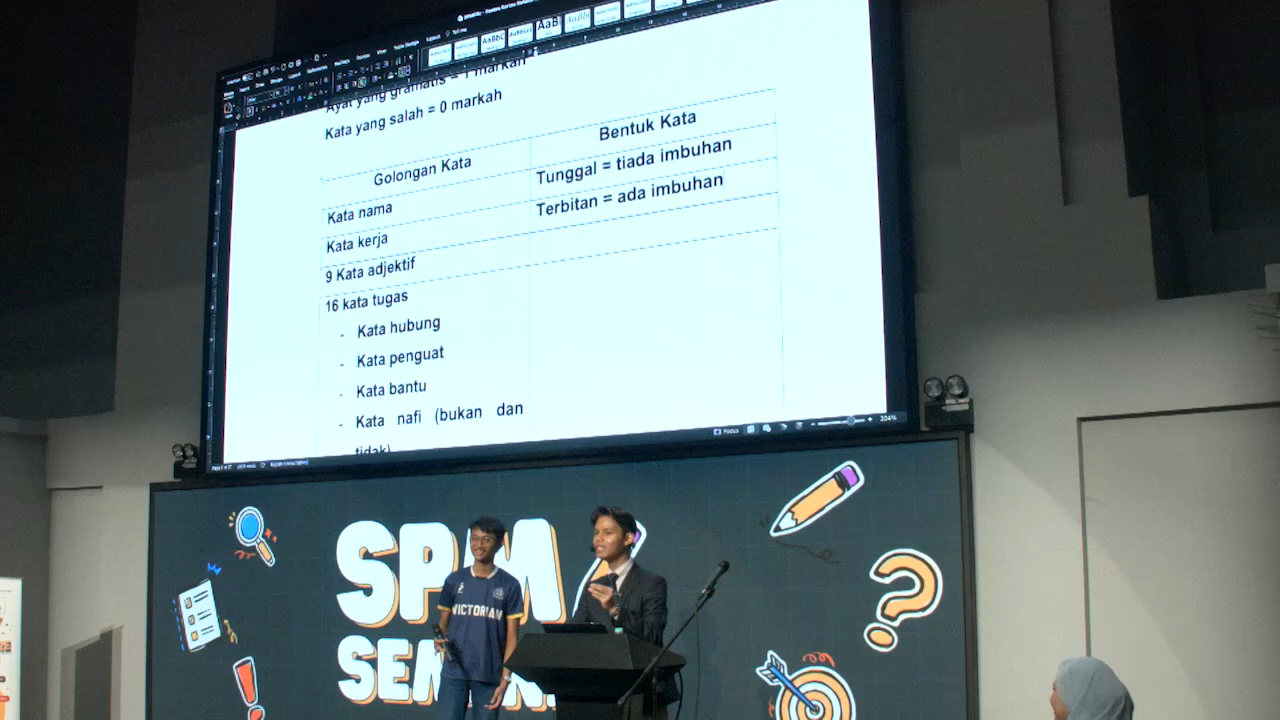 Ayat yang gramatis = 1 markah
Kata yang salah = 0 markah
Golongan Kata
Bentuk Kata
Kata nama
Tunggal = tiada imbuhan
Kata kerja
Terbitan = ada imbuhan
9 Kata adjektif
16 kata tugas
- Kata hubung
- Kata penguat
- Kata bantu
- Kata nafi (bukan dan
tidak)
Focus
204%
SPM
VICTORIAN